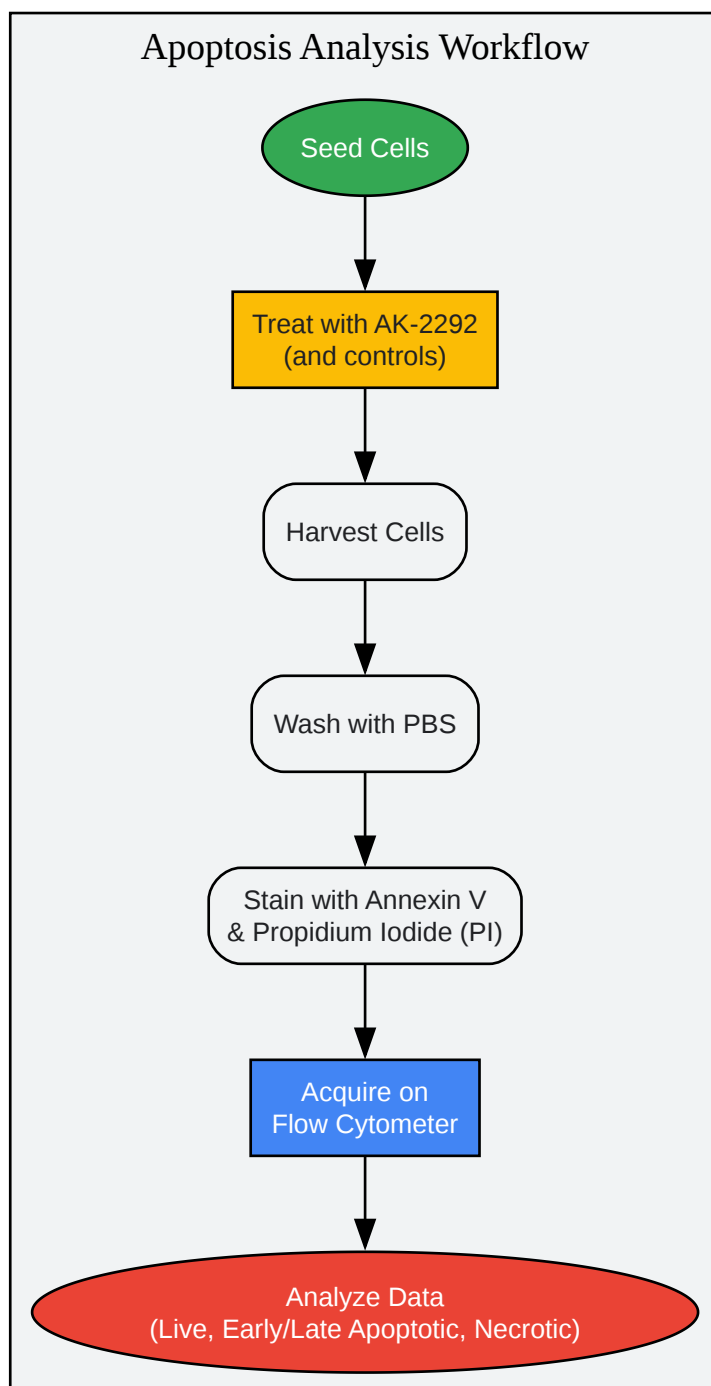 Apoptosis Analysis Workflow
Seed Cells
Treat with AK-2292
(and controls)
Harvest Cells
Wash with PBS
Stain with Annexin V
& Propidium Iodide (PI)
Acquire on
Flow Cytometer
Analyze Data
(Live, Early/Late Apoptotic, Necrotic)